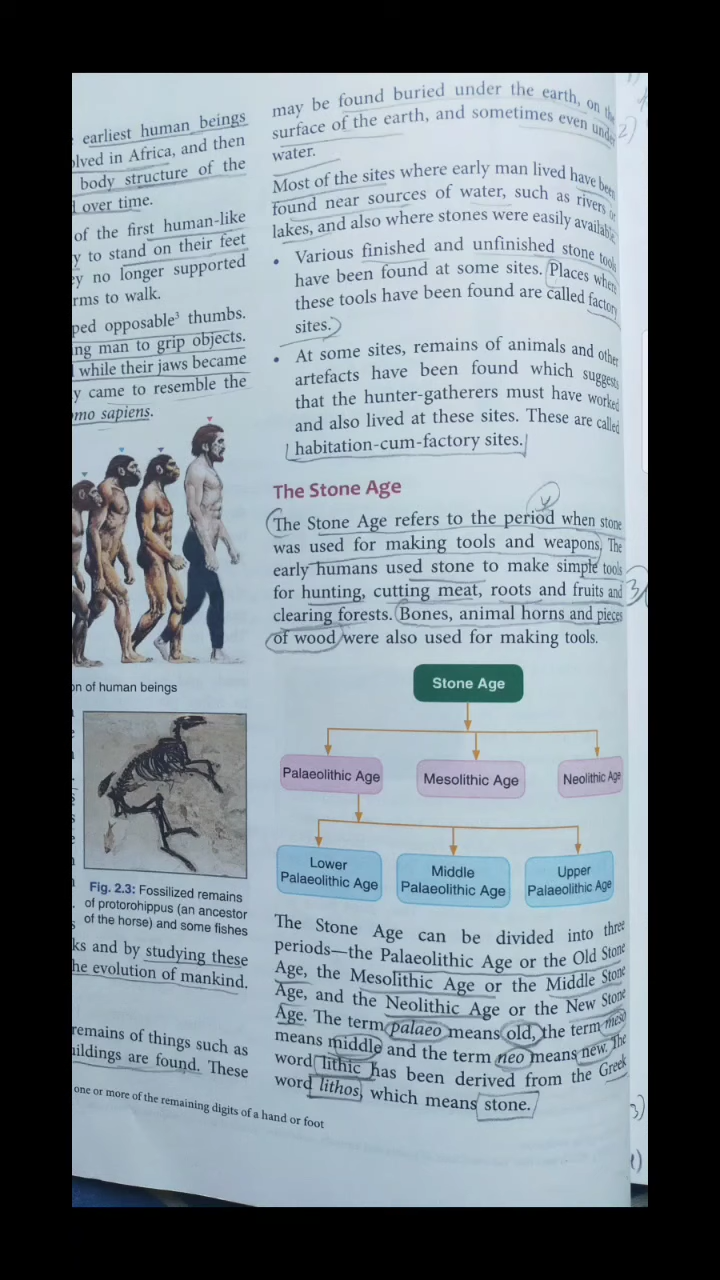 earliest human beings
olved in Africa, and then
body structure of the
over time.
of the first human-like
y to stand on their feet
ey no longer supported
rms to walk.
ped opposable³ thumbs.
ng man to grip objects.
while their jaws became
y came to resemble the
omo sapiens.
on of human beings
Fig. 2.3: Fossilized remains
of protorohippus (an ancestor
of the horse) and some fishes
ks and by studying these
he evolution of mankind.
remains of things such as
uildings are found. These
one or more of the remaining digits of a hand or foot
may be found buried under the earth, on the
surface of the earth, and sometimes even under
water.
Most of the sites where early man lived have been
found near sources of water, such as rivers or
lakes, and also where stones were easily available.
• Various finished and unfinished stone tools
have been found at some sites. Places where
these tools have been found are called factory
sites.
• At some sites, remains of animals and other
artefacts have been found which suggests
that the hunter-gatherers must have worked
and also lived at these sites. These are called
habitation-cum-factory sites.
The Stone Age
The Stone Age refers to the period when stone
was used for making tools and weapons. The
early humans used stone to make simple tools
for hunting, cutting meat, roots and fruits and
clearing forests. Bones, animal horns and pieces
of wood were also used for making tools.
Stone Age
Palaeolithic Age
Mesolithic Age
Neolithic Age
Lower
Palaeolithic Age
Middle
Palaeolithic Age
Upper
Palaeolithic Age
The Stone Age can be divided into three
periods—the Palaeolithic Age or the Old Stone
Age, the Mesolithic Age or the Middle Stone
Age, and the Neolithic Age or the New Stone
Age. The term palaeo means old, the term meso
means middle and the term neo means new. The
word lithic has been derived from the Greek
word lithos, which means stone.
2)
3)
3)